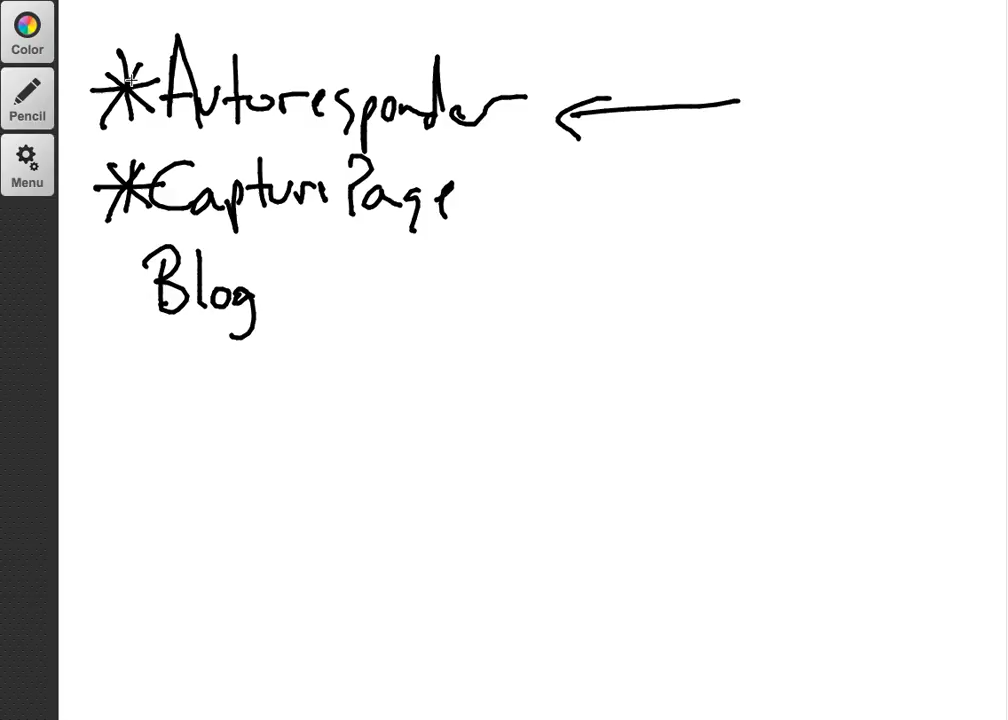 Color
Pencil
Menu
*Autoresponder
*Capture Page
Blog